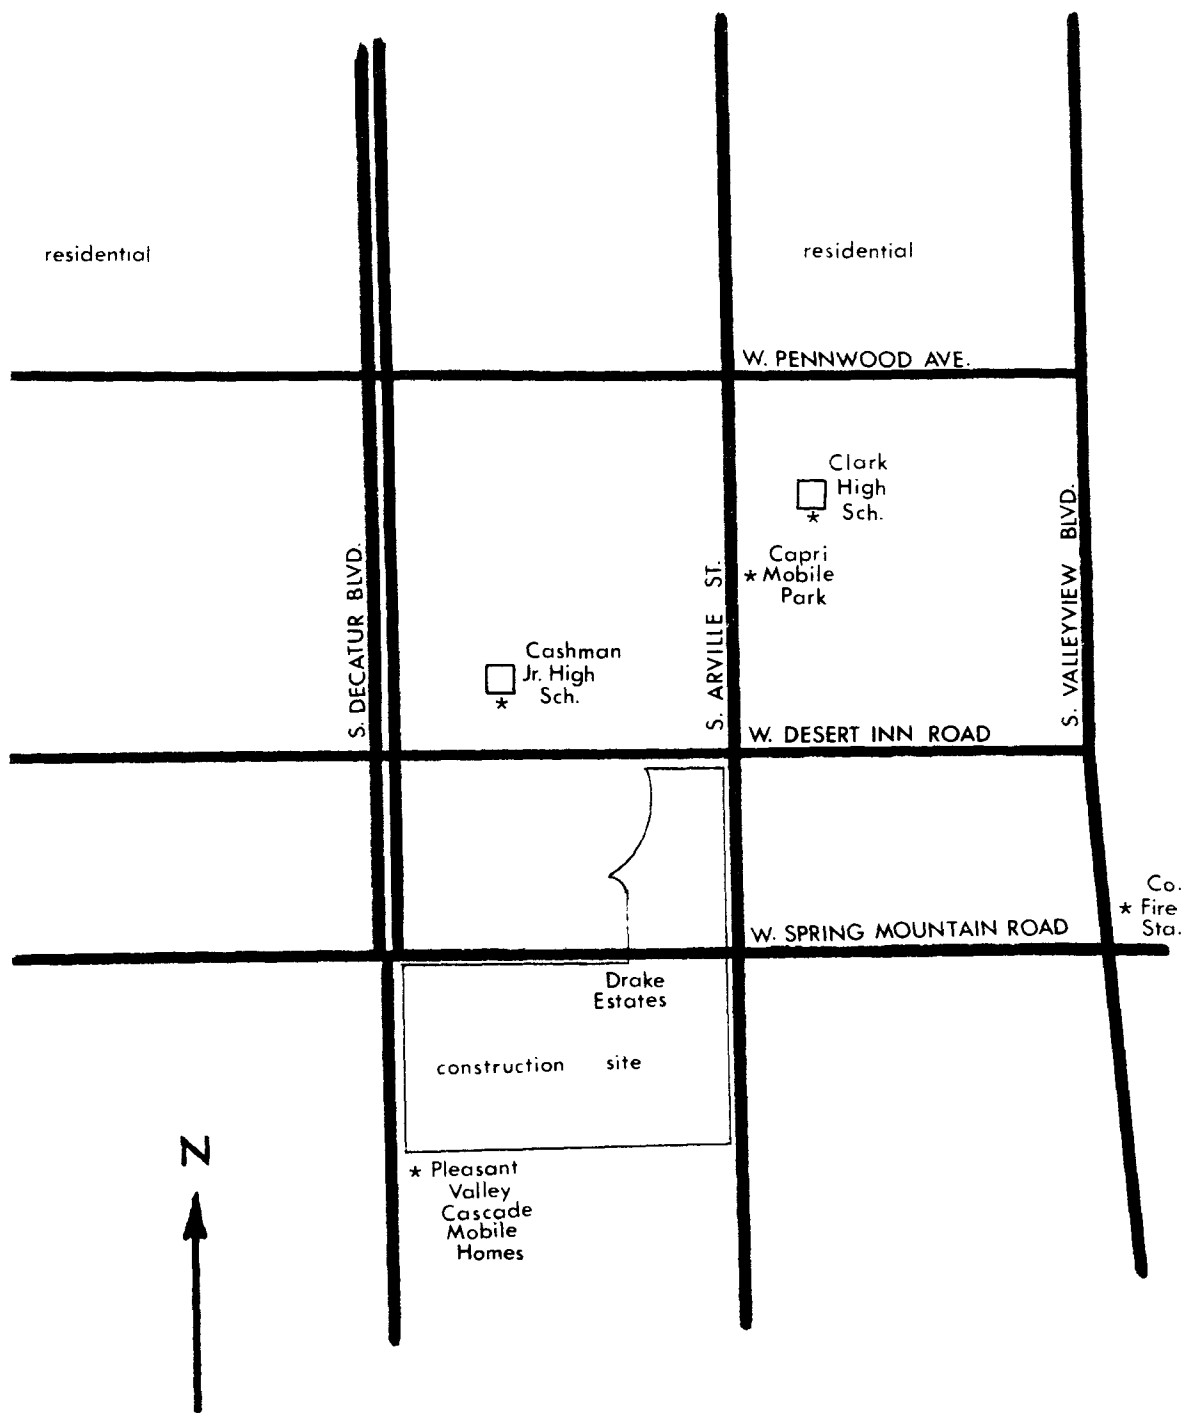 residential
residential
W. PENNWOOD AVE.
Clark
High
Sch.
S. DECATUR BLVD.
S. ARVILLE ST.
* Capri
Mobile
Park
S. VALLEYVIEW BLVD.
Cashman
Jr. High
Sch.
*
*
W. DESERT INN ROAD
Co.
* Fire
Sta.
W. SPRING MOUNTAIN ROAD
Drake
Estates
construction site
N
* Pleasant
Valley
Cascade
Mobile
Homes